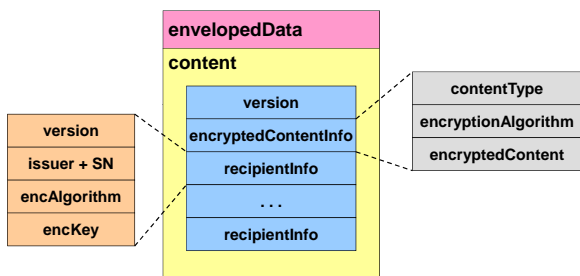 envelopedData
content
version
encryptedContentInfo
recipientInfo
. . .
recipientInfo
version
issuer + SN
encAlgorithm
encKey
contentType
encryptionAlgorithm
encryptedContent